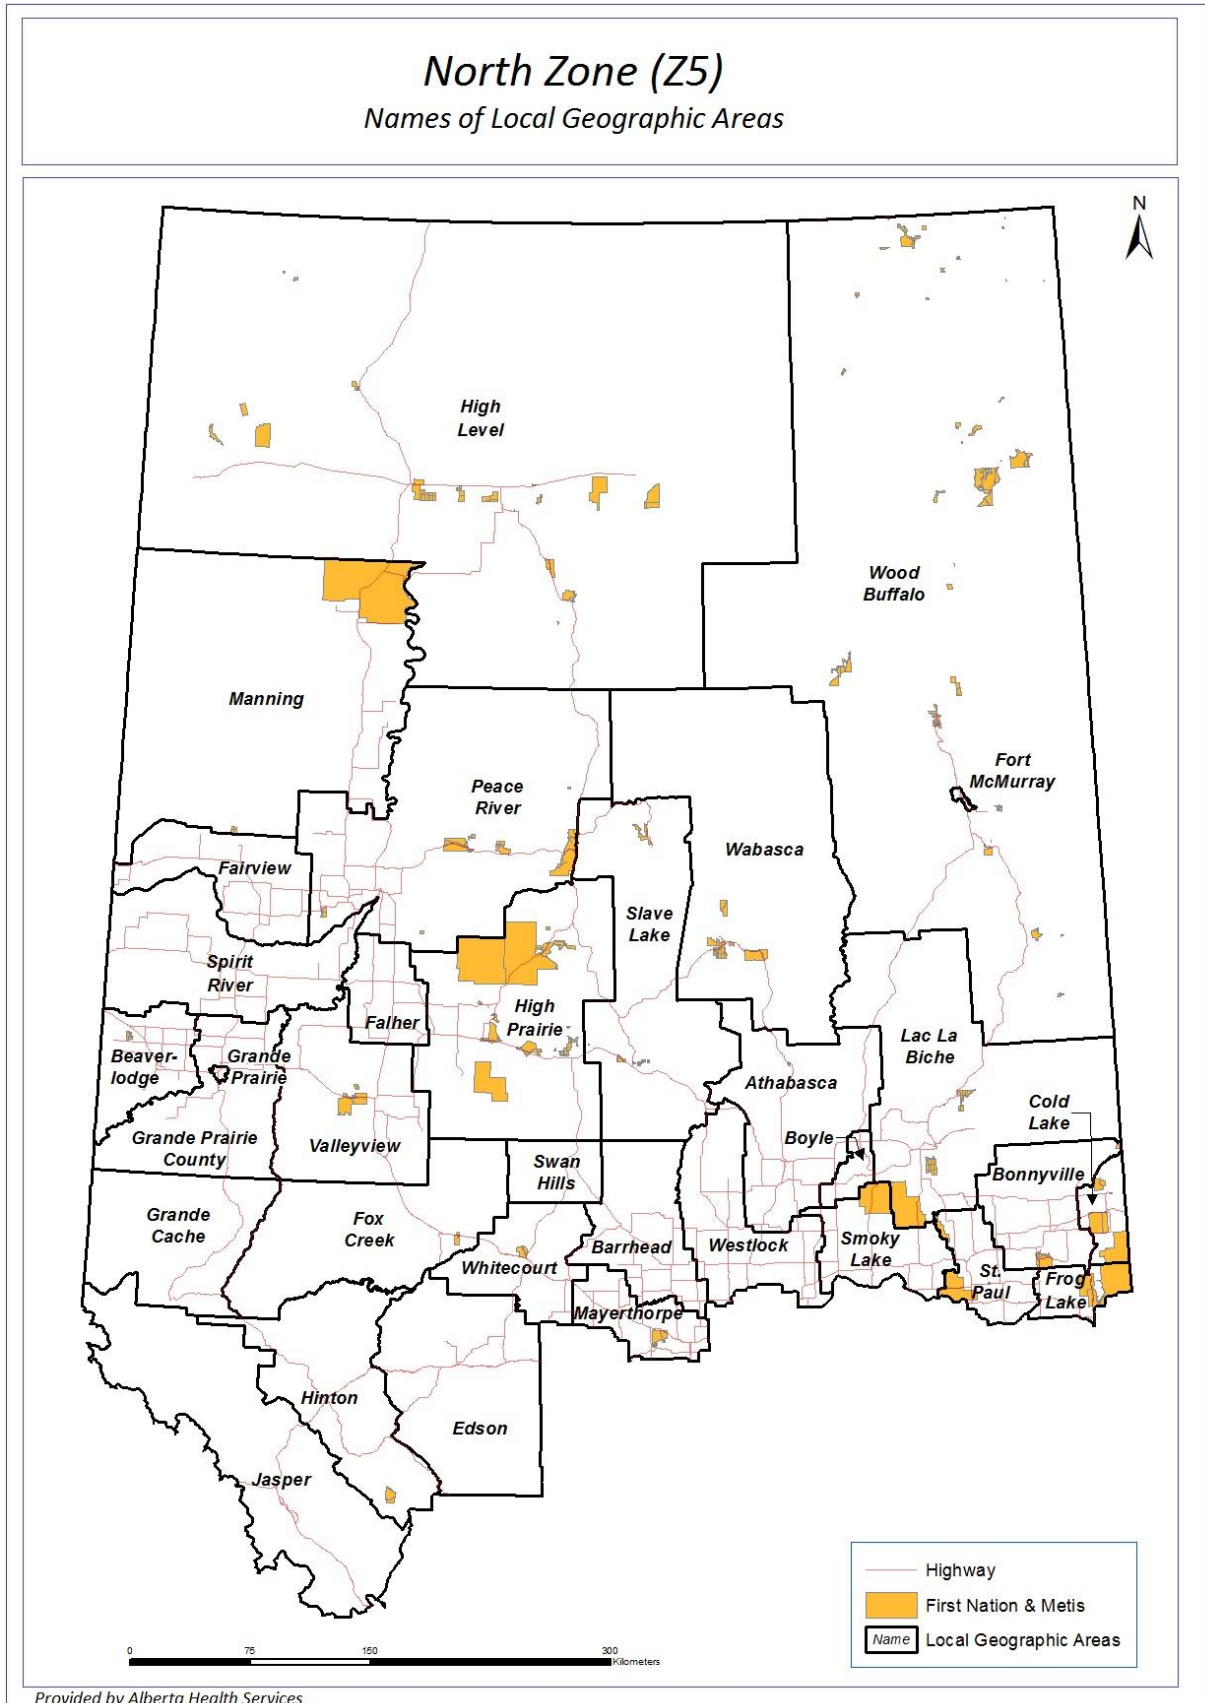 North Zone (Z5)
Names of Local Geographic Areas
N
High
Level
Wood
Buffalo
Manning
Fort
McMurray
Peace
River
Wabasca
Fairview
Slave
Lake
Spirit
River
High
Prairie
Falher
Lac La
Biche
Beaver-
lodge
Grande
Prairie
Athabasca
Cold
Lake
Grande Prairie
County
Valleyview
Boyle
Swan
Hills
Bonnyville
Grande
Cache
Fox
Creek
Barrhead
Westlock
Smoky
Lake
Whitecourt
St.
Paul
Frog
Lake
Mayerthorpe
Hinton
Edson
Jasper
Highway
First Nation & Metis
Name Local Geographic Areas
0 75 150 300
Kilometers
Provided by Alberta Health Services